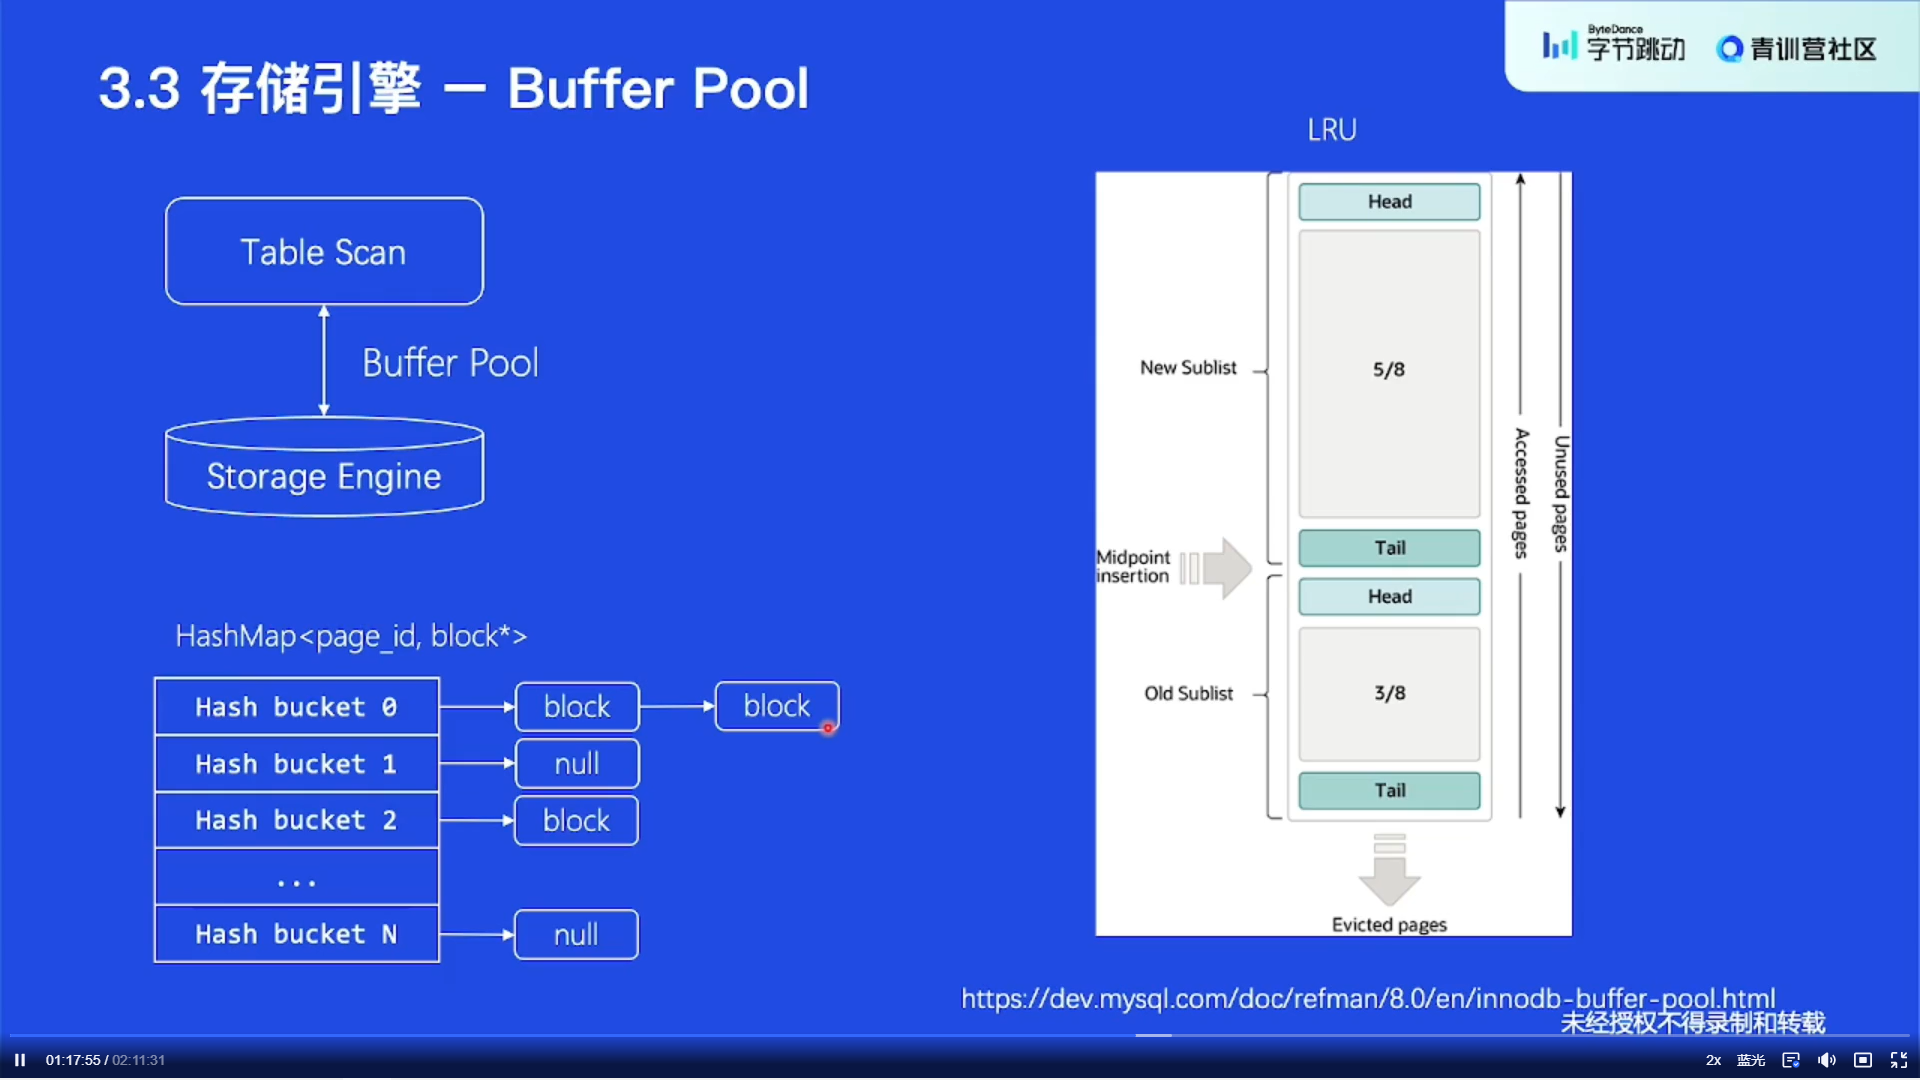 3.3 存储引擎 — Buffer Pool
ByteDance
字节跳动
青训营社区
Table Scan
Buffer Pool
Storage Engine
HashMap<page_id, block*>
Hash bucket 0
block
block
Hash bucket 1
null
Hash bucket 2
block
...
Hash bucket N
null
LRU
Head
New Sublist
5/8
Tail
Midpoint
insertion
Head
Old Sublist
3/8
Tail
Accessed pages
Unused pages
Evicted pages
https://dev.mysql.com/doc/refman/8.0/en/innodb-buffer-pool.html
未经授权不得录制和转载
01:17:55 / 02:11:31
2x
蓝光